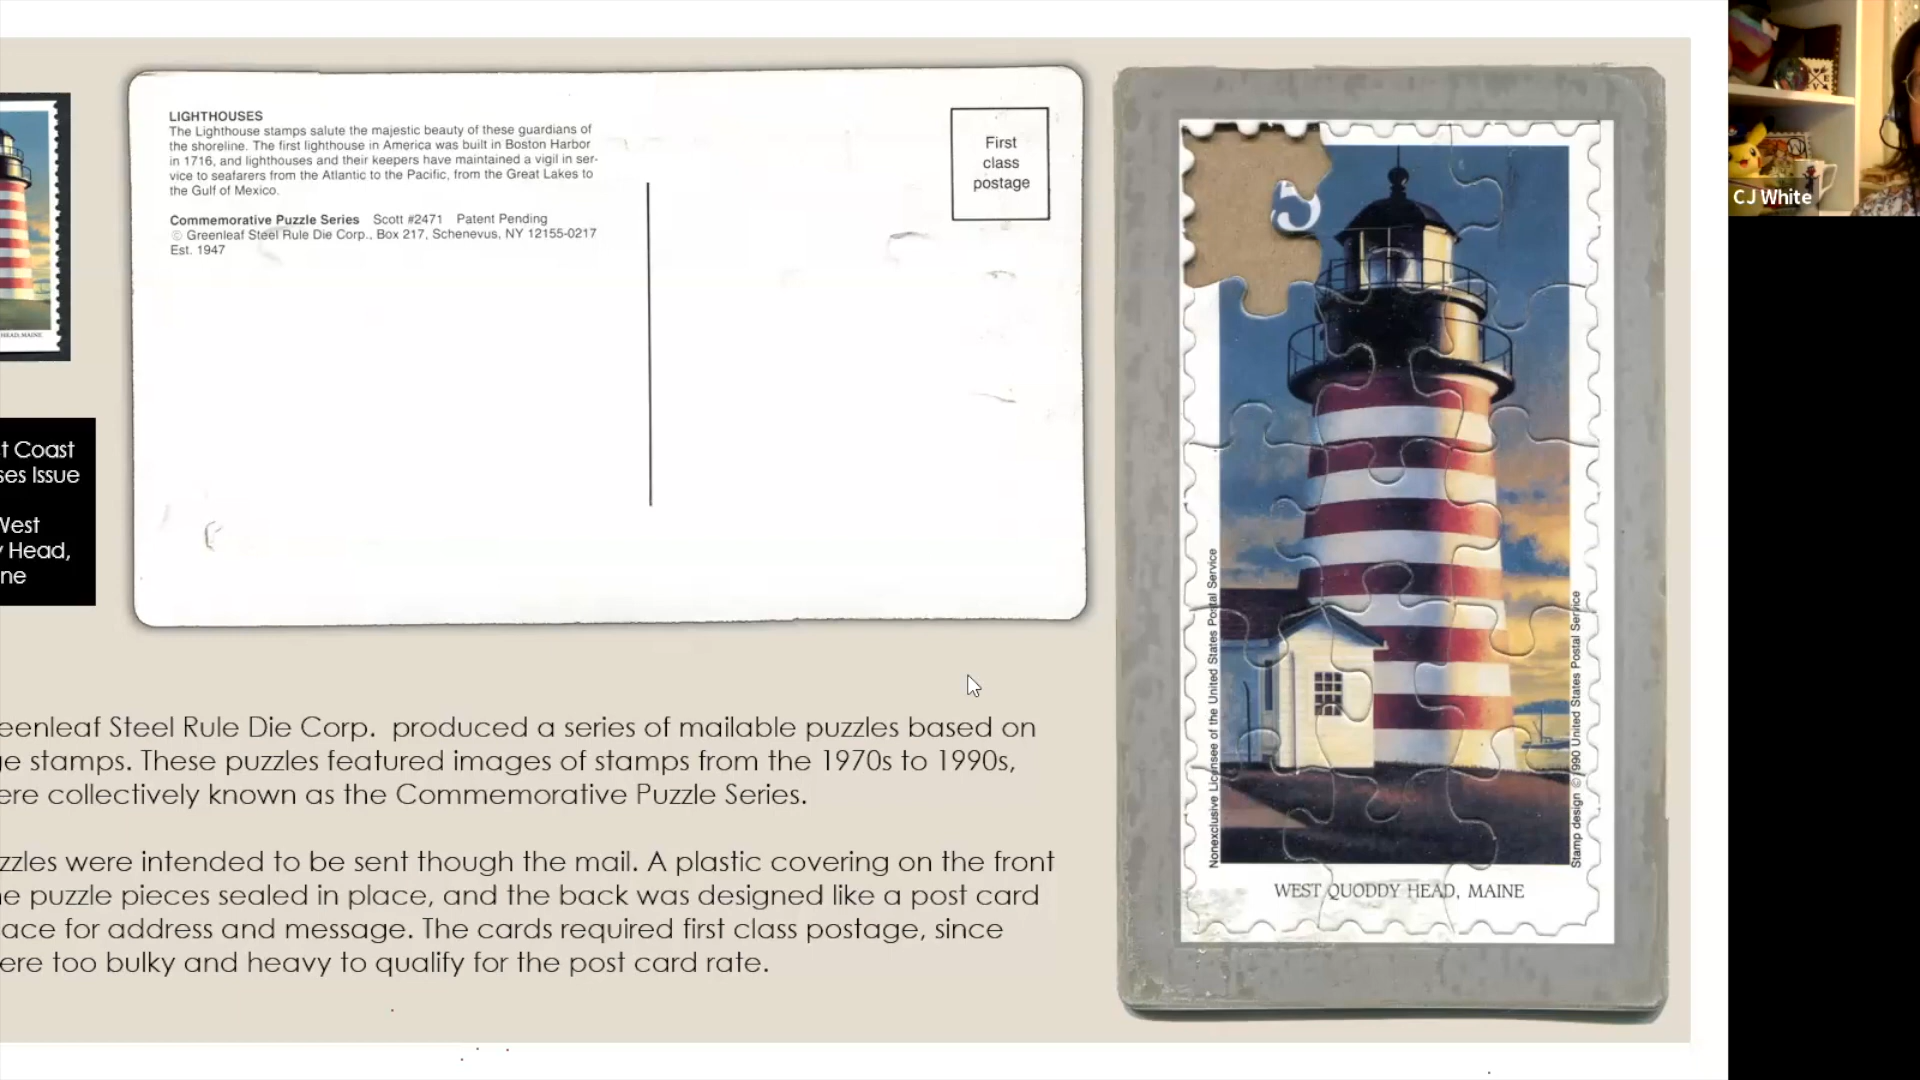 HEAD, MAINE
t Coast
ses Issue
West
y Head,
ne
LIGHTHOUSES
The Lighthouse stamps salute the majestic beauty of these guardians of
the shoreline. The first lighthouse in America was built in Boston Harbor
in 1716, and lighthouses and their keepers have maintained a vigil in ser-
vice to seafarers from the Atlantic to the Pacific, from the Great Lakes to
the Gulf of Mexico.
Commemorative Puzzle Series Scott #2471 Patent Pending
© Greenleaf Steel Rule Die Corp., Box 217, Schenevus, NY 12155-0217
Est. 1947
First
class
postage
eenleaf Steel Rule Die Corp. produced a series of mailable puzzles based on
ge stamps. These puzzles featured images of stamps from the 1970s to 1990s,
ere collectively known as the Commemorative Puzzle Series.
zzles were intended to be sent though the mail. A plastic covering on the front
he puzzle pieces sealed in place, and the back was designed like a post card
ace for address and message. The cards required first class postage, since
ere too bulky and heavy to qualify for the post card rate.
5
Nonexclusive Licensee of the United States Postal Service
Stamp design © 1990 United States Postal Service
WEST QUODDY HEAD, MAINE
CJ White